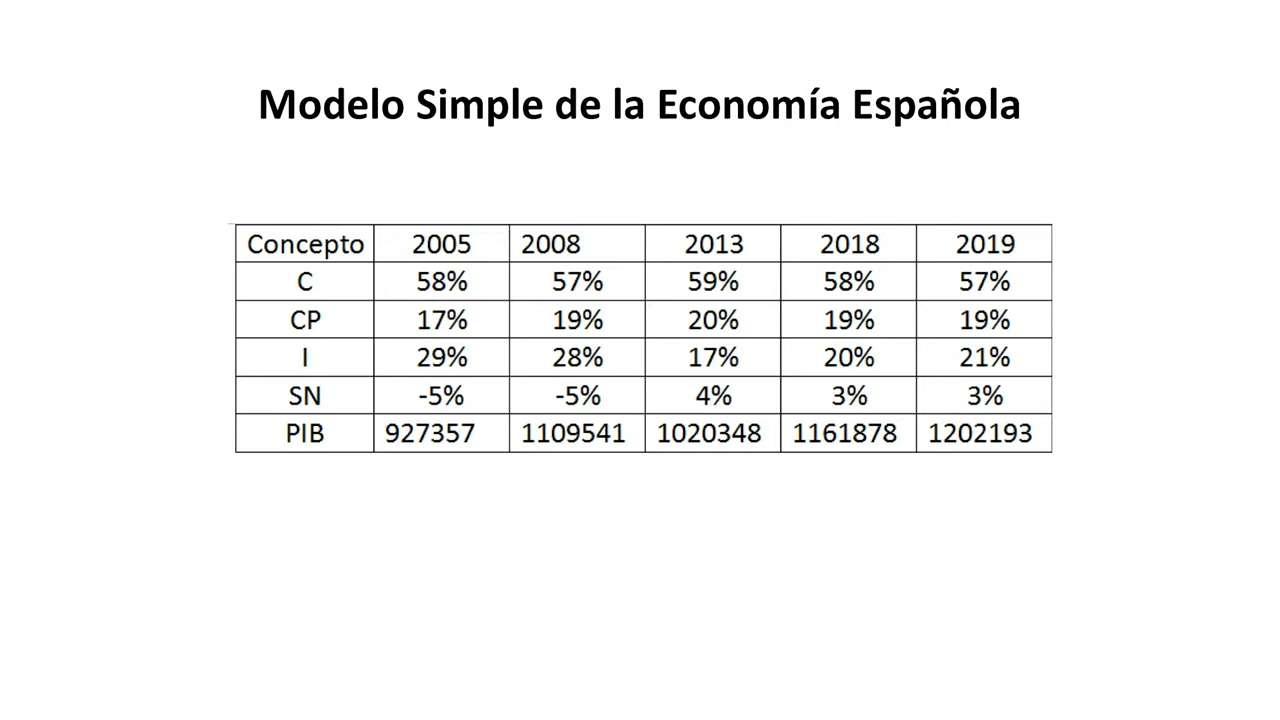 Modelo Simple de la Economía Española
Concepto 2005 2008 2013 2018 2019
C 58% 57% 59% 58% 57%
CP 17% 19% 20% 19% 19%
I 29% 28% 17% 20% 21%
SN -5% -5% 4% 3% 3%
PIB 927357 1109541 1020348 1161878 1202193